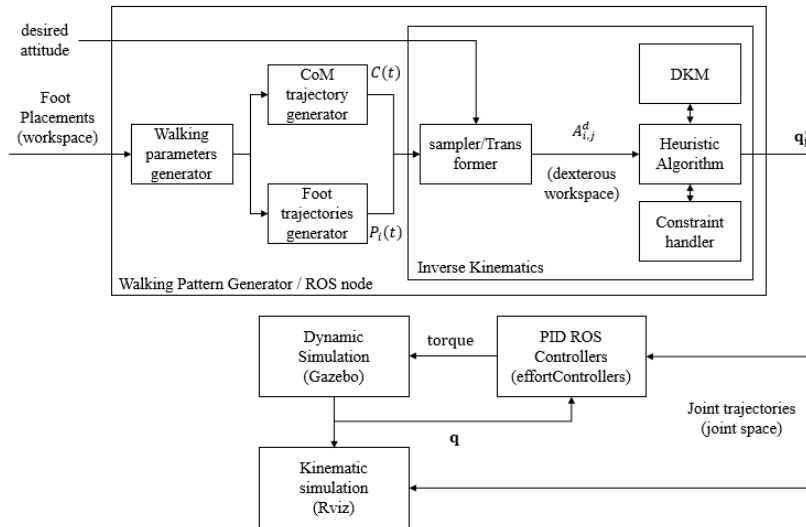 desired
attitude
Foot
Placements
(workspace)
Walking
parameters
generator
CoM
trajectory
generator
C(t)
Foot
trajectories
generator
P_i(t)
sampler/Trans
former
A_{i,j}^d
(dexterous
workspace)
DKM
Heuristic
Algorithm
Constraint
handler
q_i
Inverse Kinematics
Walking Pattern Generator / ROS node
Dynamic
Simulation
(Gazebo)
torque
PID ROS
Controllers
(effortControllers)
Joint trajectories
(joint space)
q
Kinematic
simulation
(Rviz)